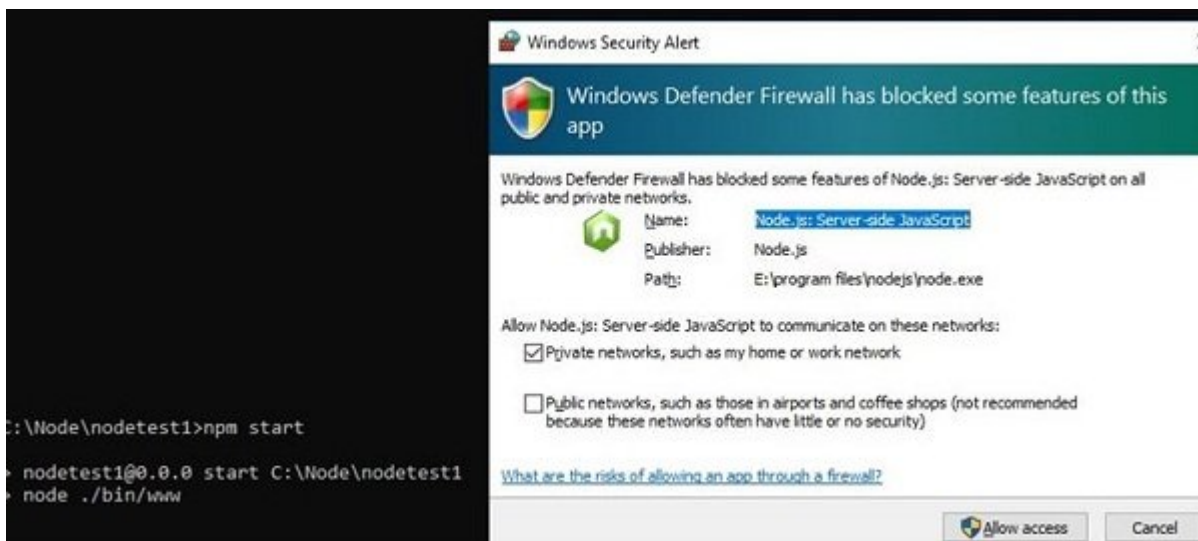 Windows Security Alert
Windows Defender Firewall has blocked some features of this
app
Windows Defender Firewall has blocked some features of Node.js: Server-side JavaScript on all
public and private networks.
Name: Node.js: Server-side JavaScript
Publisher: Node.js
Path: E:\program files\nodejs\node.exe
Allow Node.js: Server-side JavaScript to communicate on these networks:
Private networks, such as my home or work network
Public networks, such as those in airports and coffee shops (not recommended
because these networks often have little or no security)
What are the risks of allowing an app through a firewall?
Allow access Cancel
:\Node\nodetest1>npm start
> nodetest1@0.0.0 start C:\Node\nodetest1
> node ./bin/www